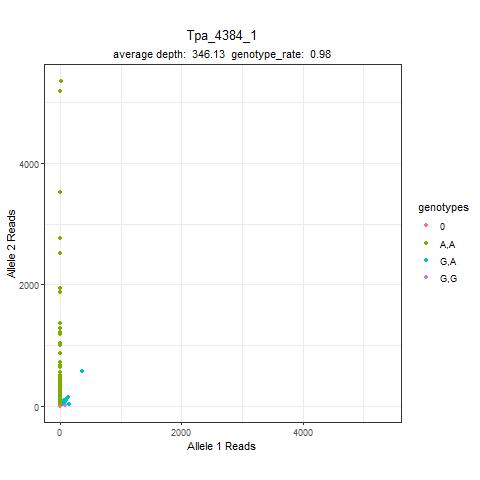 Tpa_4384_1
average depth: 346.13 genotype_rate: 0.98
4000
2000
0
Allele 2 Reads
0 2000 4000
Allele 1 Reads
genotypes
0
A,A
G,A
G,G